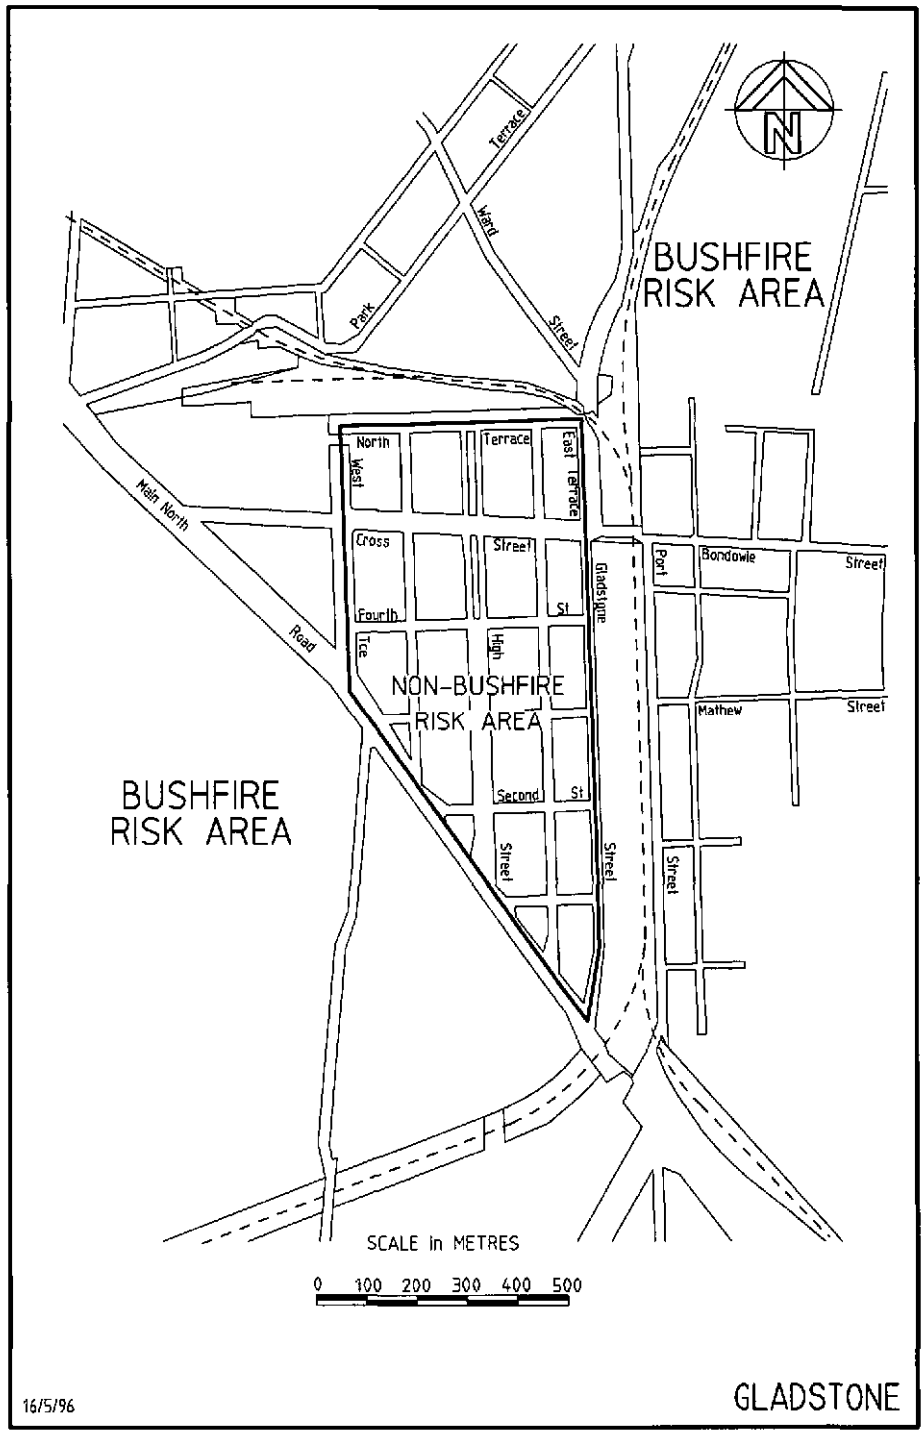 N
Terrace
Ward
BUSHFIRE
RISK AREA
Park
Street
North
Terrace
East Terrace
West
Main North
Cross
Street
Port
Bondowie
Street
Gladstone
Fourth
St
Road
Tce
High
NON-BUSHFIRE
RISK AREA
Mathew
Street
BUSHFIRE
RISK AREA
Second
St
Street
Street
Street
SCALE in METRES
0 100 200 300 400 500
16/5/96
GLADSTONE